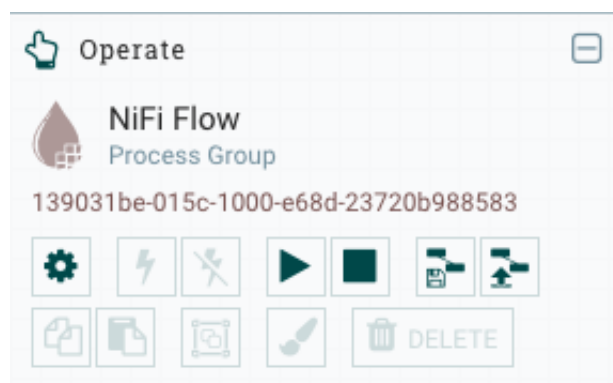 Operate
NiFi Flow
Process Group
139031be-015c-1000-e68d-23720b988583
DELETE